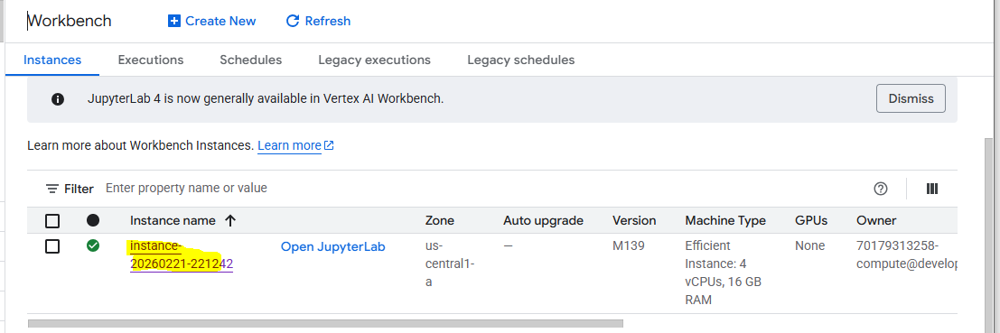 Workbench Create New Refresh
Instances Executions Schedules Legacy executions Legacy schedules
JupyterLab 4 is now generally available in Vertex AI Workbench. Dismiss
Learn more about Workbench Instances. Learn more
Filter Enter property name or value
Instance name Zone Auto upgrade Version Machine Type GPUs Owner
instance- Open JupyterLab us- — M139 Efficient None 70179313258-
20260221-221242 central1- Instance: 4 compute@develop
a vCPUs, 16 GB
RAM